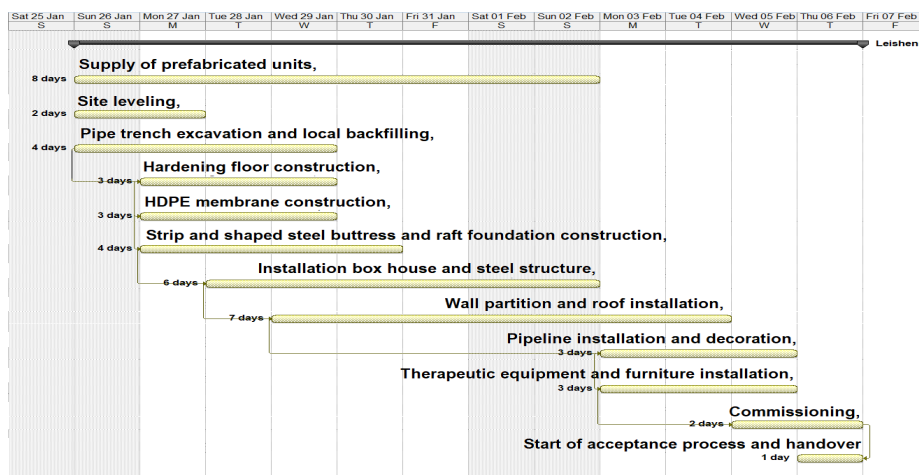 Sat 25 Jan Sun 26 Jan Mon 27 Jan Tue 28 Jan Wed 29 Jan Thu 30 Jan Fri 31 Jan Sat 01 Feb Sun 02 Feb Mon 03 Feb Tue 04 Feb Wed 05 Feb Thu 06 Feb Fri 07 Feb
S S M T W T F S S M T W T F
Leishen
Supply of prefabricated units,
8 days
Site leveling,
2 days
Pipe trench excavation and local backfilling,
4 days
Hardening floor construction,
3 days
HDPE membrane construction,
3 days
Strip and shaped steel buttress and raft foundation construction,
4 days
Installation box house and steel structure,
6 days
Wall partition and roof installation,
7 days
Pipeline installation and decoration,
3 days
Therapeutic equipment and furniture installation,
3 days
Commissioning,
2 days
Start of acceptance process and handover
1 day